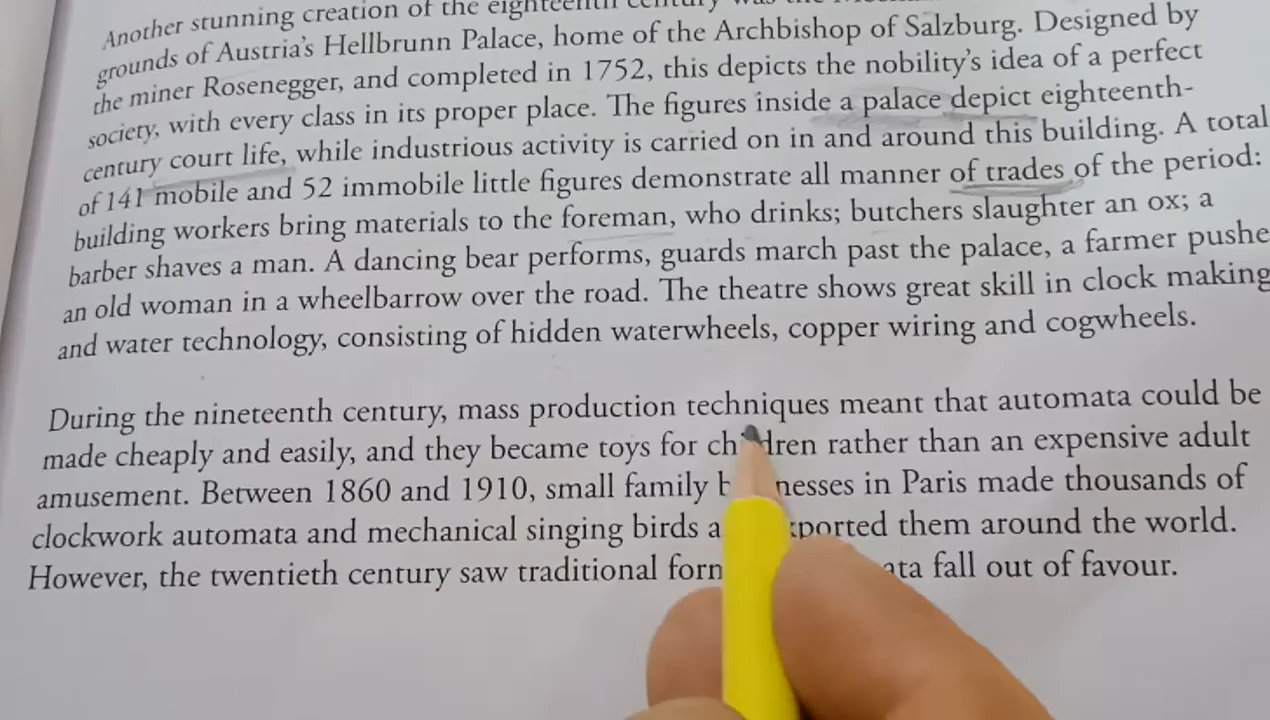 Another stunning creation of the eighteenth century was the
grounds of Austria's Hellbrunn Palace, home of the Archbishop of Salzburg. Designed by
the miner Rosenegger, and completed in 1752, this depicts the nobility's idea of a perfect
society, with every class in its proper place. The figures inside a palace depict eighteenth-
century court life, while industrious activity is carried on in and around this building. A total
of 141 mobile and 52 immobile little figures demonstrate all manner of trades of the period:
building workers bring materials to the foreman, who drinks; butchers slaughter an ox; a
barber shaves a man. A dancing bear performs, guards march past the palace, a farmer pushe
an old woman in a wheelbarrow over the road. The theatre shows great skill in clock making
and water technology, consisting of hidden waterwheels, copper wiring and cogwheels.
During the nineteenth century, mass production techniques meant that automata could be
made cheaply and easily, and they became toys for children rather than an expensive adult
amusement. Between 1860 and 1910, small family b nesses in Paris made thousands of
clockwork automata and mechanical singing birds a xported them around the world.
However, the twentieth century saw traditional forn ata fall out of favour.